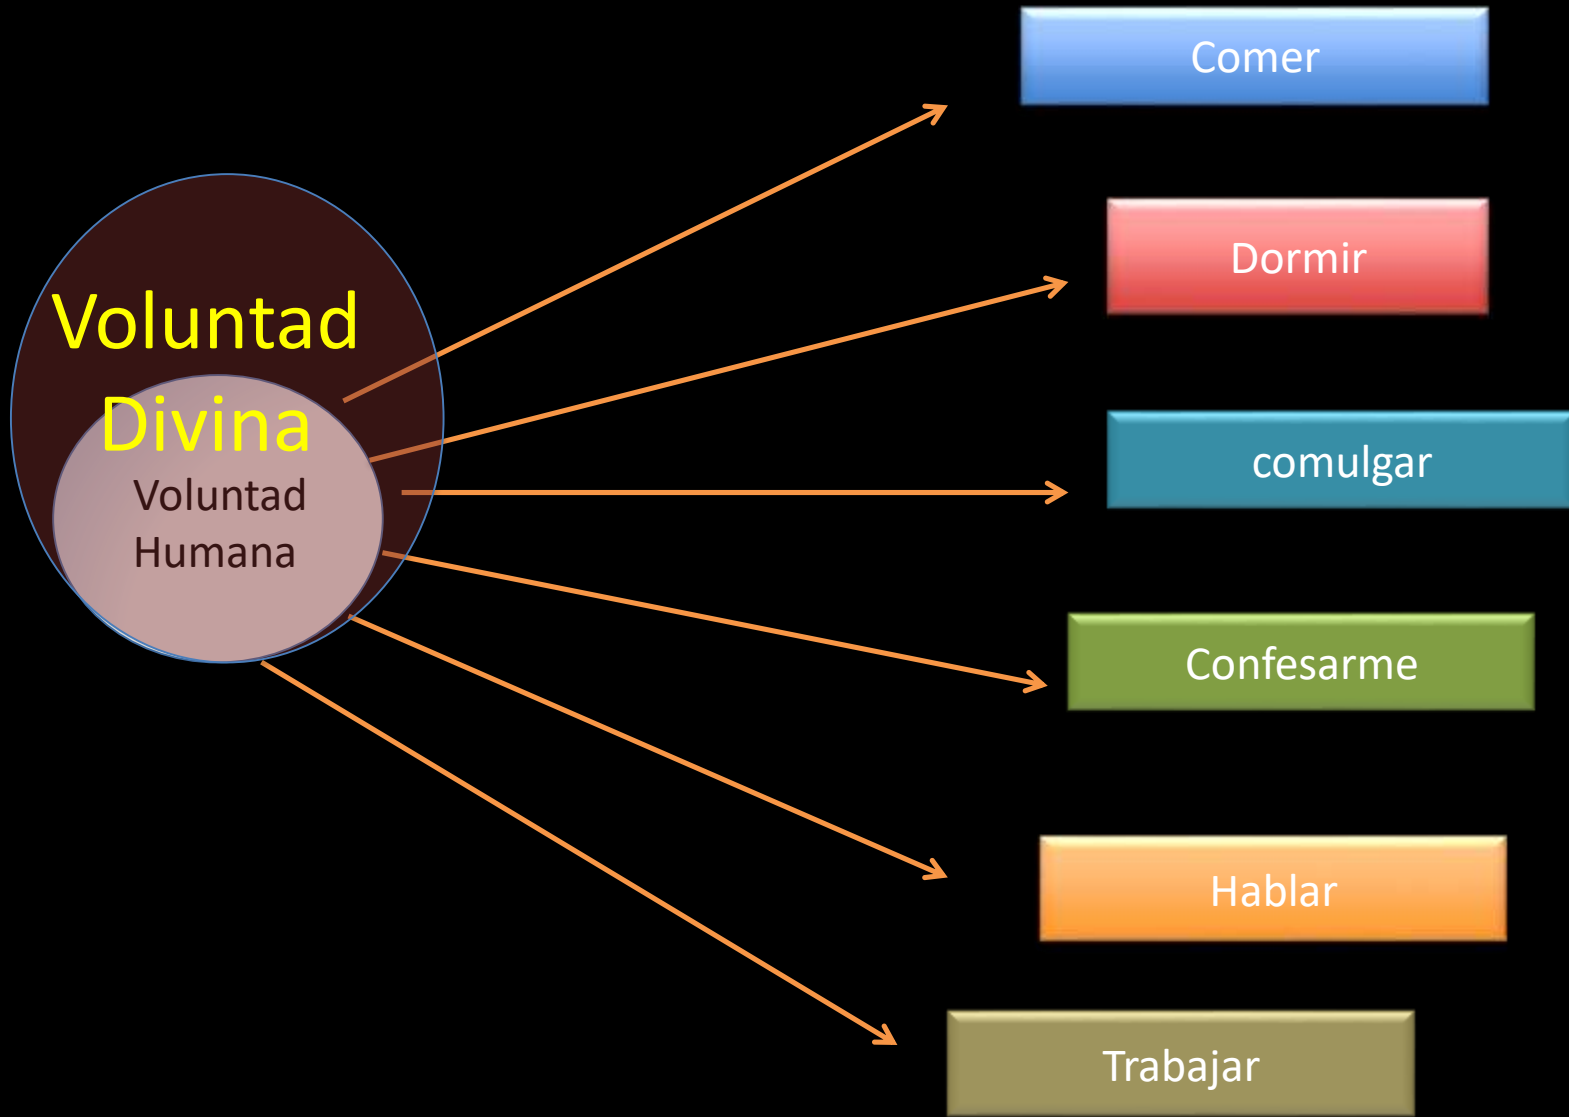 Voluntad
Divina
Voluntad
Humana
Comer
Dormir
comulgar
Confesarme
Hablar
Trabajar